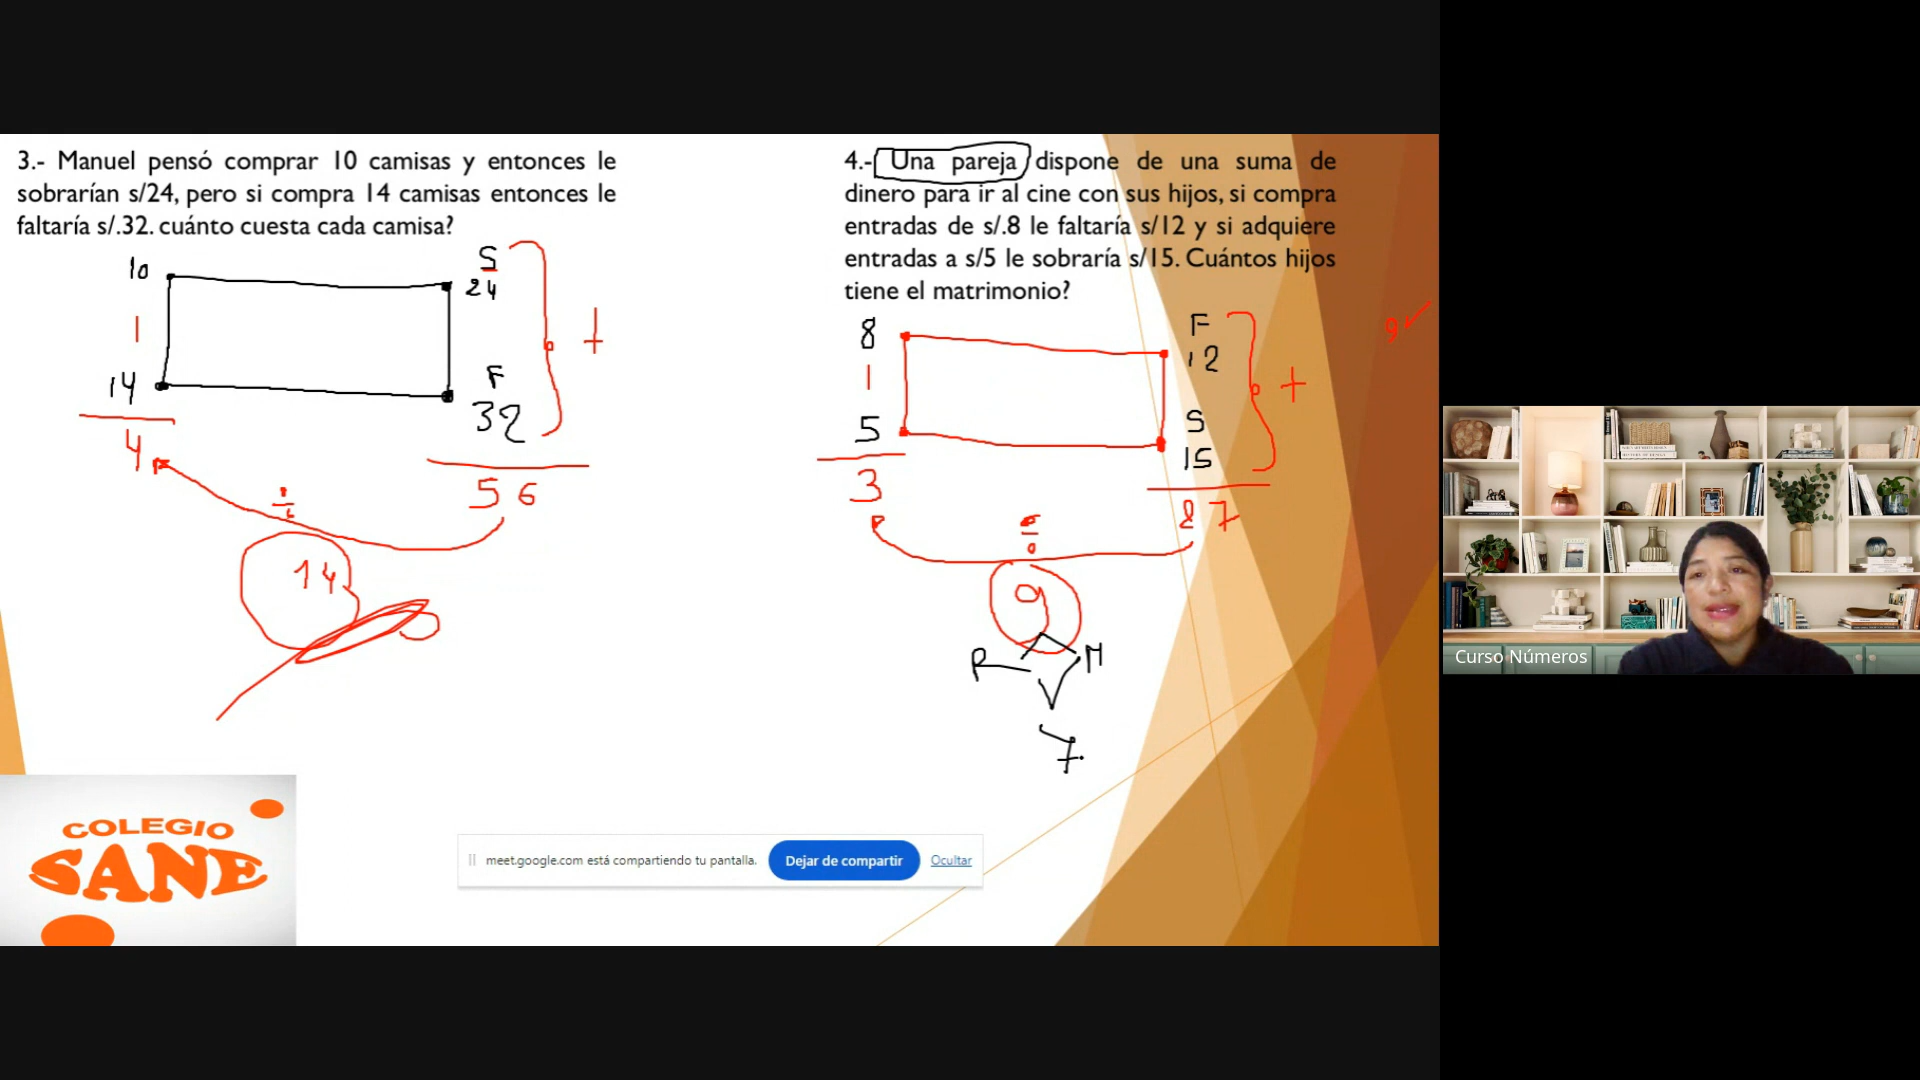 3.- Manuel pensó comprar 10 camisas y entonces le
sobrarían s/24, pero si compra 14 camisas entonces le
faltaría s/.32. cuánto cuesta cada camisa?
10
S
24
1
+
14
F
32
4
56
14
4.- Una pareja dispone de una suma de
dinero para ir al cine con sus hijos, si compra
entradas de s/.8 le faltaría s/12 y si adquiere
entradas a s/5 le sobraría s/15. Cuántos hijos
tiene el matrimonio?
8
F
12
9
1
+
5
S
15
3
27
9
P
M
7.
COLEGIO
SANE
meet.google.com está compartiendo tu pantalla.
Dejar de compartir
Ocultar
Curso Números